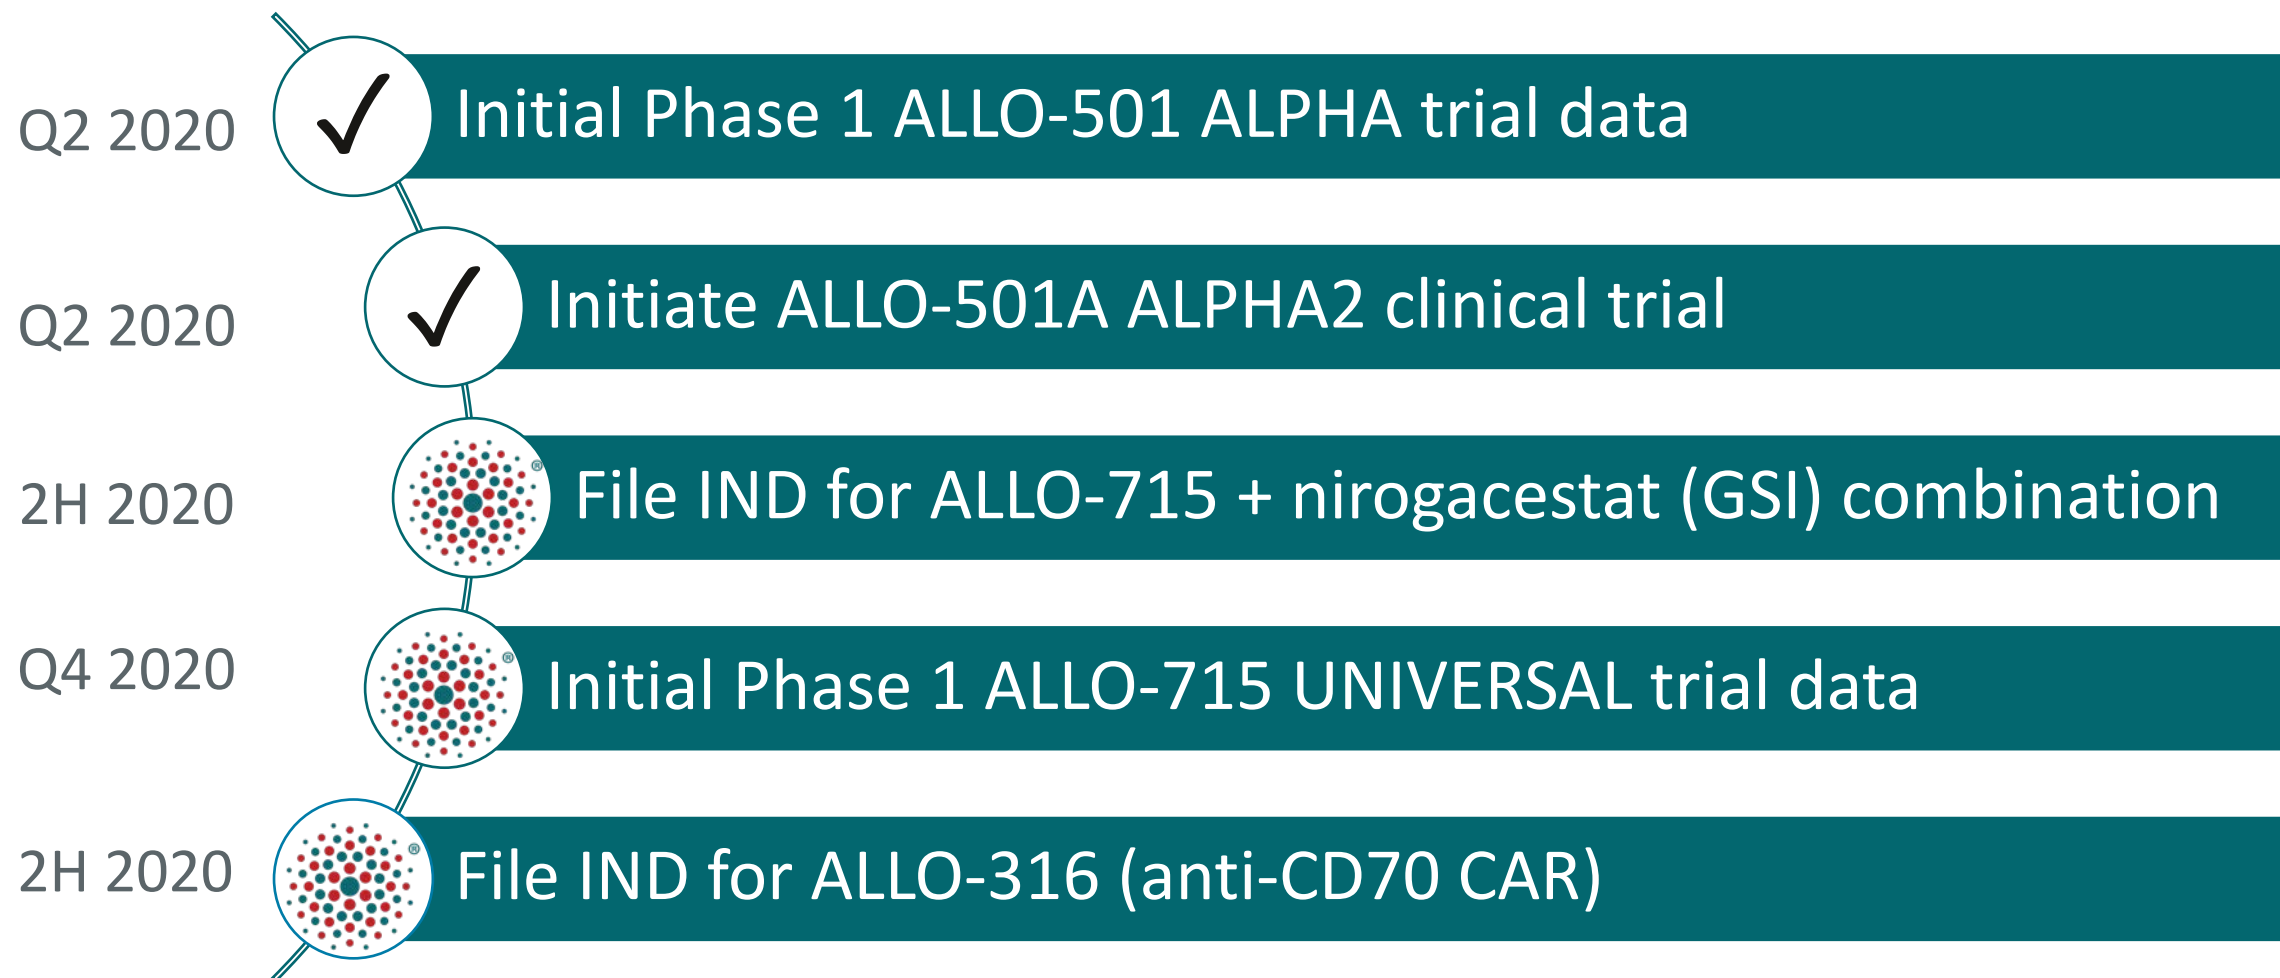 Q2 2020
Initial Phase 1 ALLO-501 ALPHA trial data
Q2 2020
Initiate ALLO-501A ALPHA2 clinical trial
2H 2020
®
File IND for ALLO-715 + nirogacestat (GSI) combination
Q4 2020
®
Initial Phase 1 ALLO-715 UNIVERSAL trial data
2H 2020
®
File IND for ALLO-316 (anti-CD70 CAR)